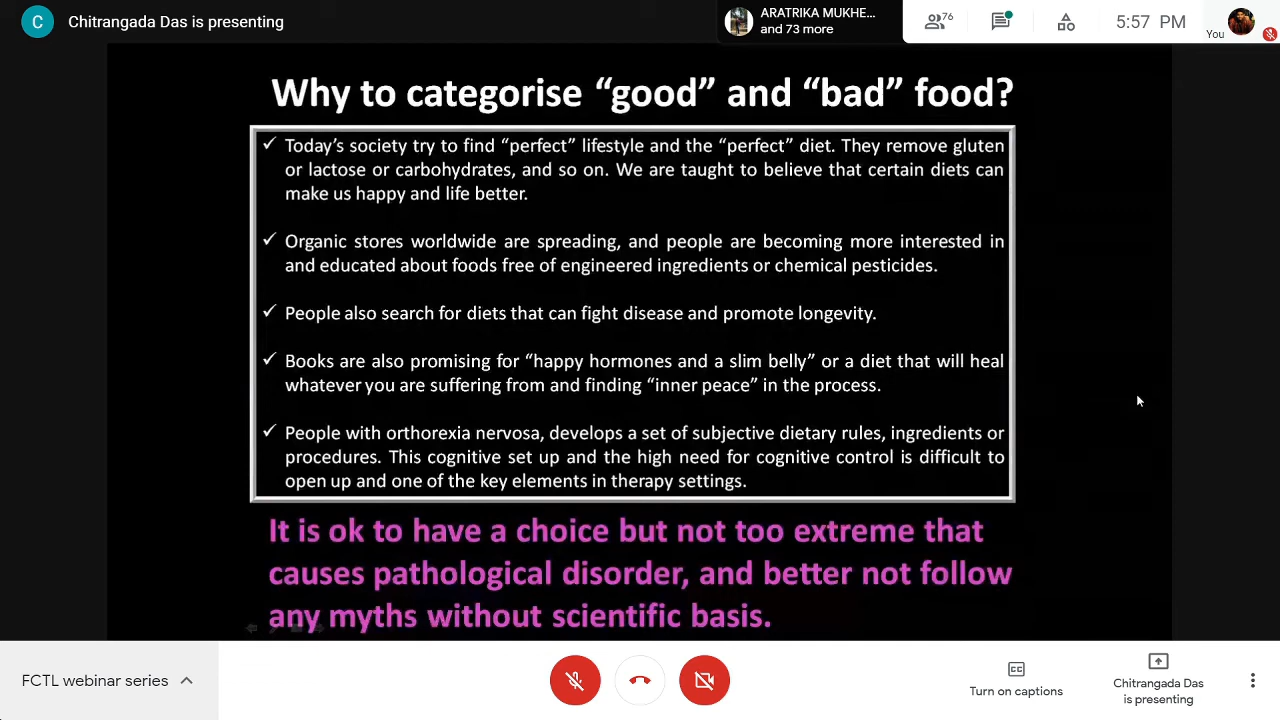 C
Chitrangada Das is presenting
ARATRIKA MUKHE...
and 73 more
76
5:57 PM
You
Why to categorise “good” and “bad” food?
✓ Today’s society try to find “perfect” lifestyle and the “perfect” diet. They remove gluten
or lactose or carbohydrates, and so on. We are taught to believe that certain diets can
make us happy and life better.
✓ Organic stores worldwide are spreading, and people are becoming more interested in
and educated about foods free of engineered ingredients or chemical pesticides.
✓ People also search for diets that can fight disease and promote longevity.
✓ Books are also promising for “happy hormones and a slim belly” or a diet that will heal
whatever you are suffering from and finding “inner peace” in the process.
✓ People with orthorexia nervosa, develops a set of subjective dietary rules, ingredients or
procedures. This cognitive set up and the high need for cognitive control is difficult to
open up and one of the key elements in therapy settings.
It is ok to have a choice but not too extreme that
causes pathological disorder, and better not follow
any myths without scientific basis.
FCTL webinar series
CC
Turn on captions
Chitrangada Das
is presenting